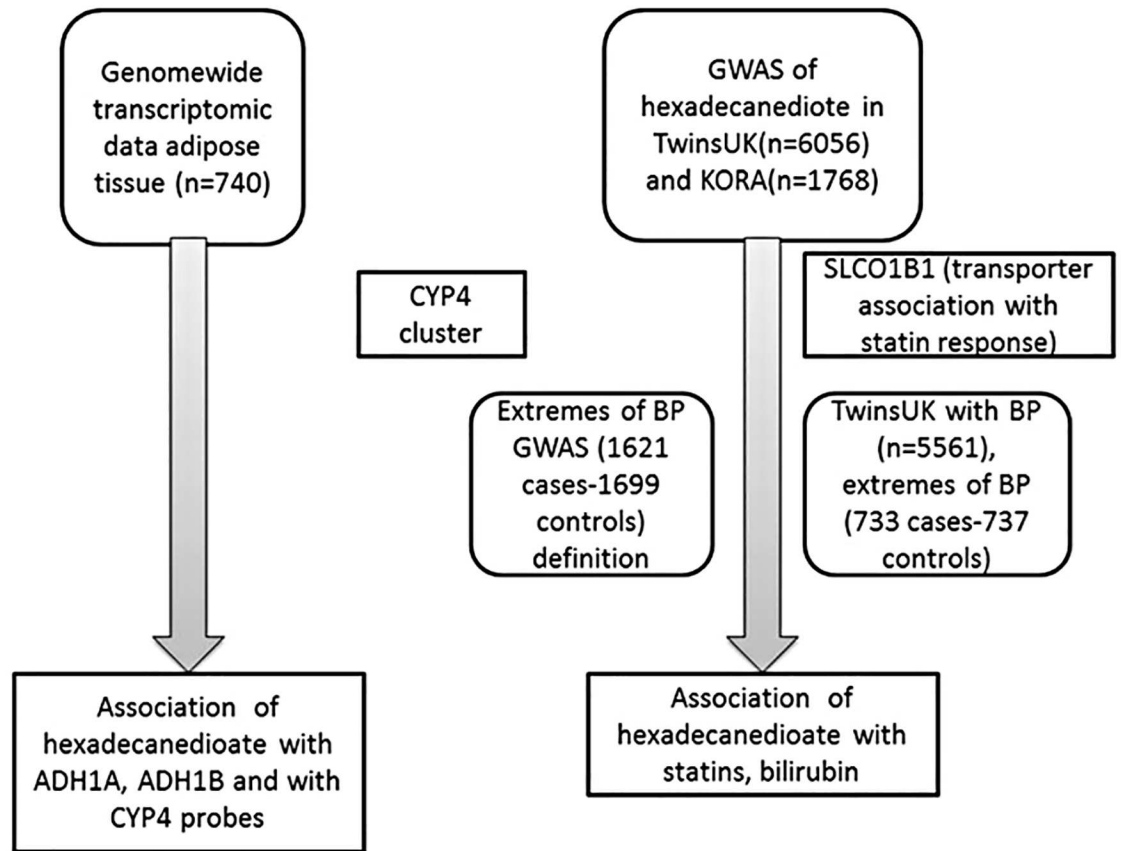 Genomewide
transcriptomic
data adipose
tissue (n=740)
GWAS of
hexadecanediote in
TwinsUK(n=6056)
and KORA(n=1768)
CYP4
cluster
SLCO1B1 (transporter
association with
statin response)
Extremes of BP
GWAS (1621
cases-1699
controls)
definition
TwinsUK with BP
(n=5561),
extremes of BP
(733 cases-737
controls)
Association of
hexadecanedioate with
ADH1A, ADH1B and with
CYP4 probes
Association of
hexadecanedioate with
statins, bilirubin